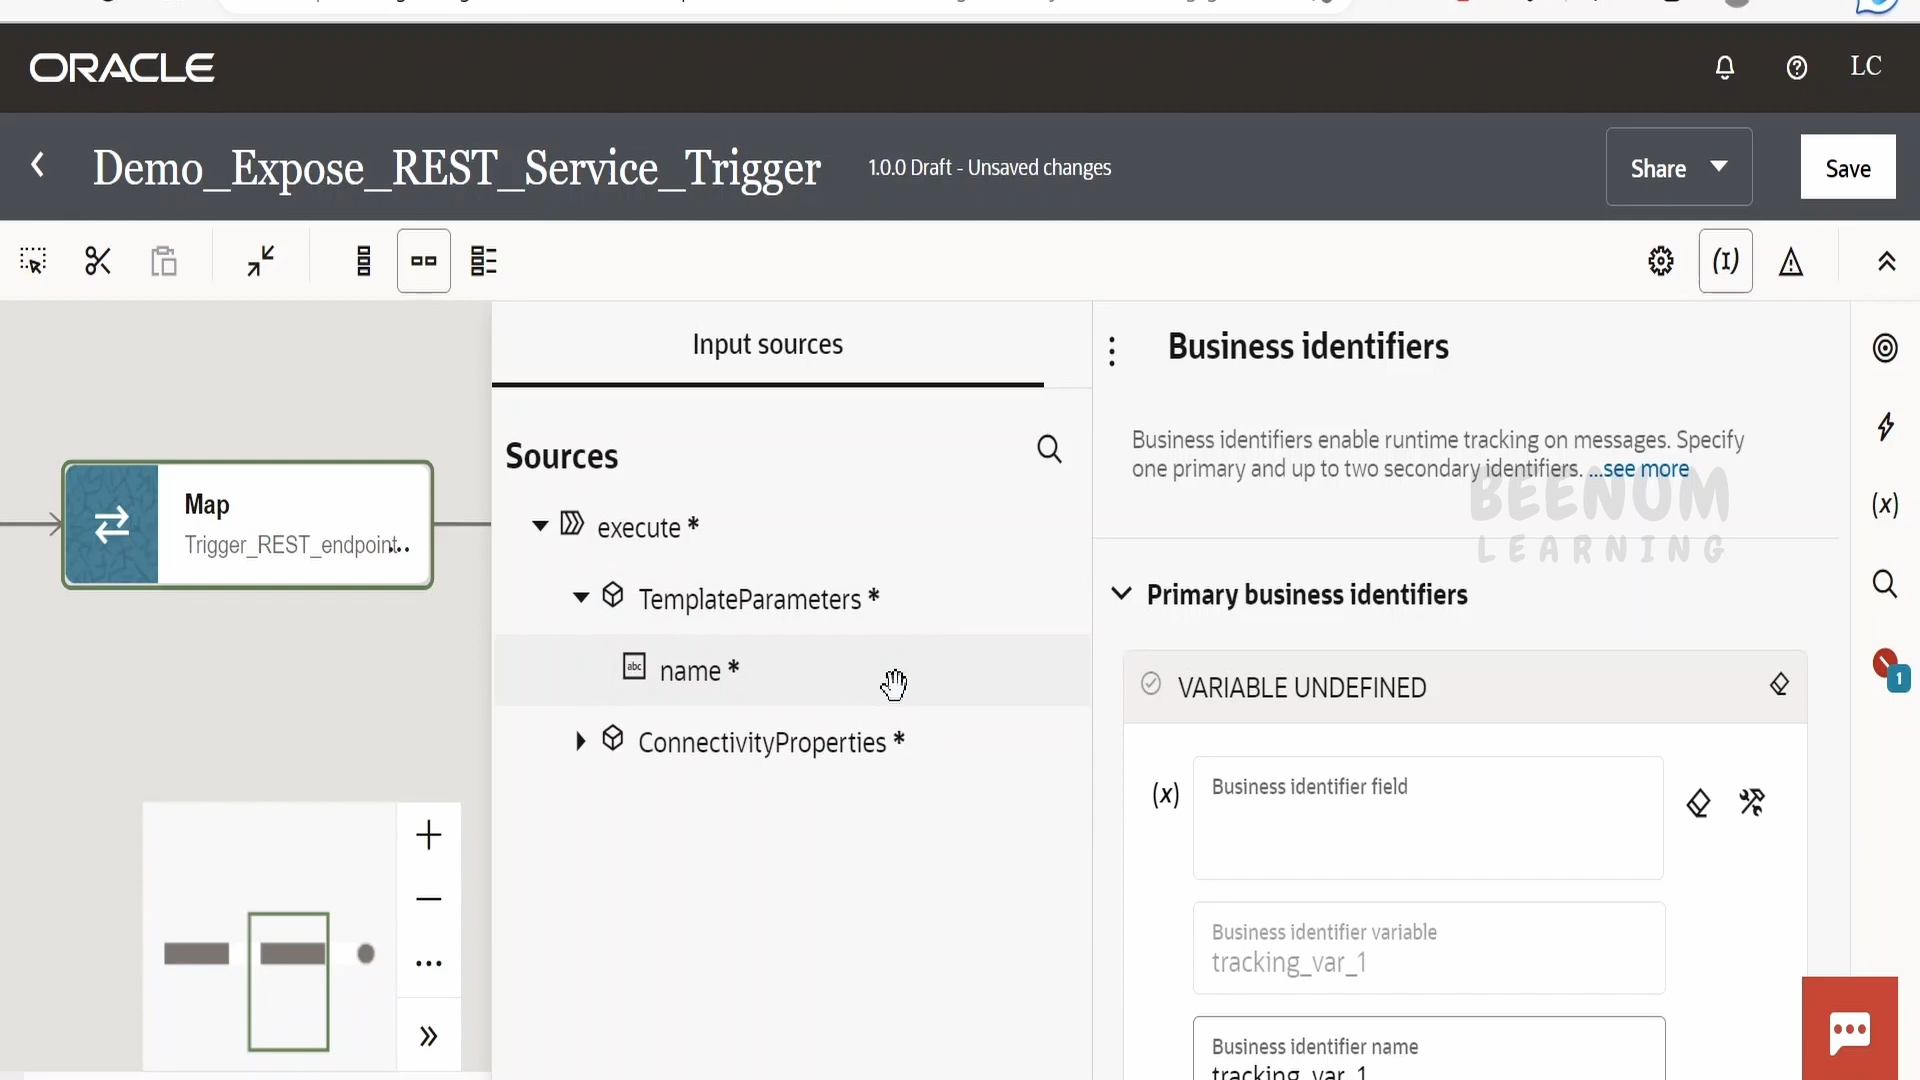 ORACLE
LC
Demo_Expose_REST_Service_Trigger
1.0.0 Draft - Unsaved changes
Share
Save
(I)
Input sources
Business identifiers
Sources
Business identifiers enable runtime tracking on messages. Specify
one primary and up to two secondary identifiers. ...see more
BEENUM
LEARNING
Map
Trigger_REST_endpoint...
execute *
(x)
TemplateParameters *
Primary business identifiers
abc name *
VARIABLE UNDEFINED
1
ConnectivityProperties *
(x)
Business identifier field
Business identifier variable
tracking_var_1
Business identifier name
tracking_var_1